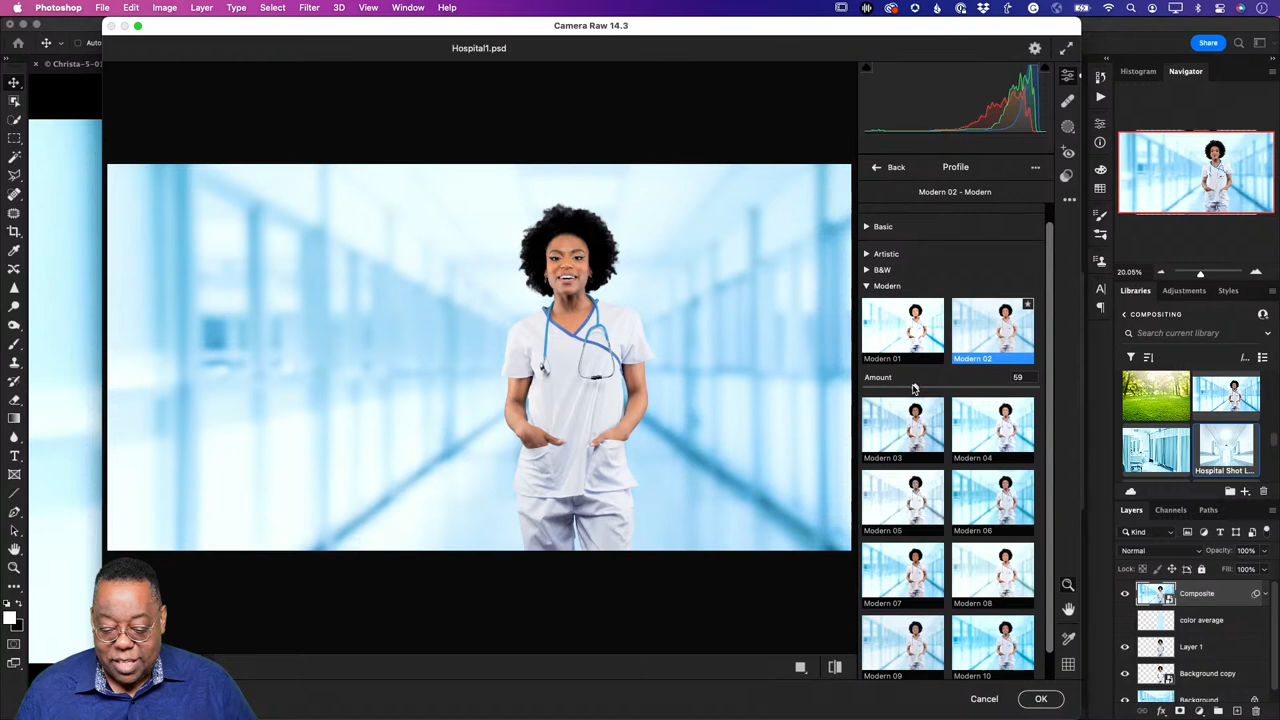 Photoshop File Edit Image Layer Type Select Filter 3D View Window Help
Camera Raw 14.3
Auto
Share
© Christa-5-01
Hospital1.psd
Histogram Navigator
Back Profile
Modern 02 - Modern
Basic
Artistic
B&W
Modern
Modern 01 Modern 02
Amount 59
Modern 03 Modern 04
Modern 05 Modern 06
Modern 07 Modern 08
Modern 09 Modern 10
Cancel OK
20.05%
Libraries Adjustments Styles
COMPOSITING
Search current library
Hospital Shot L...
Layers Channels Paths
Kind
Normal Opacity: 100%
Lock: Fill: 100%
Composite
color average
Layer 1
Background copy
Background